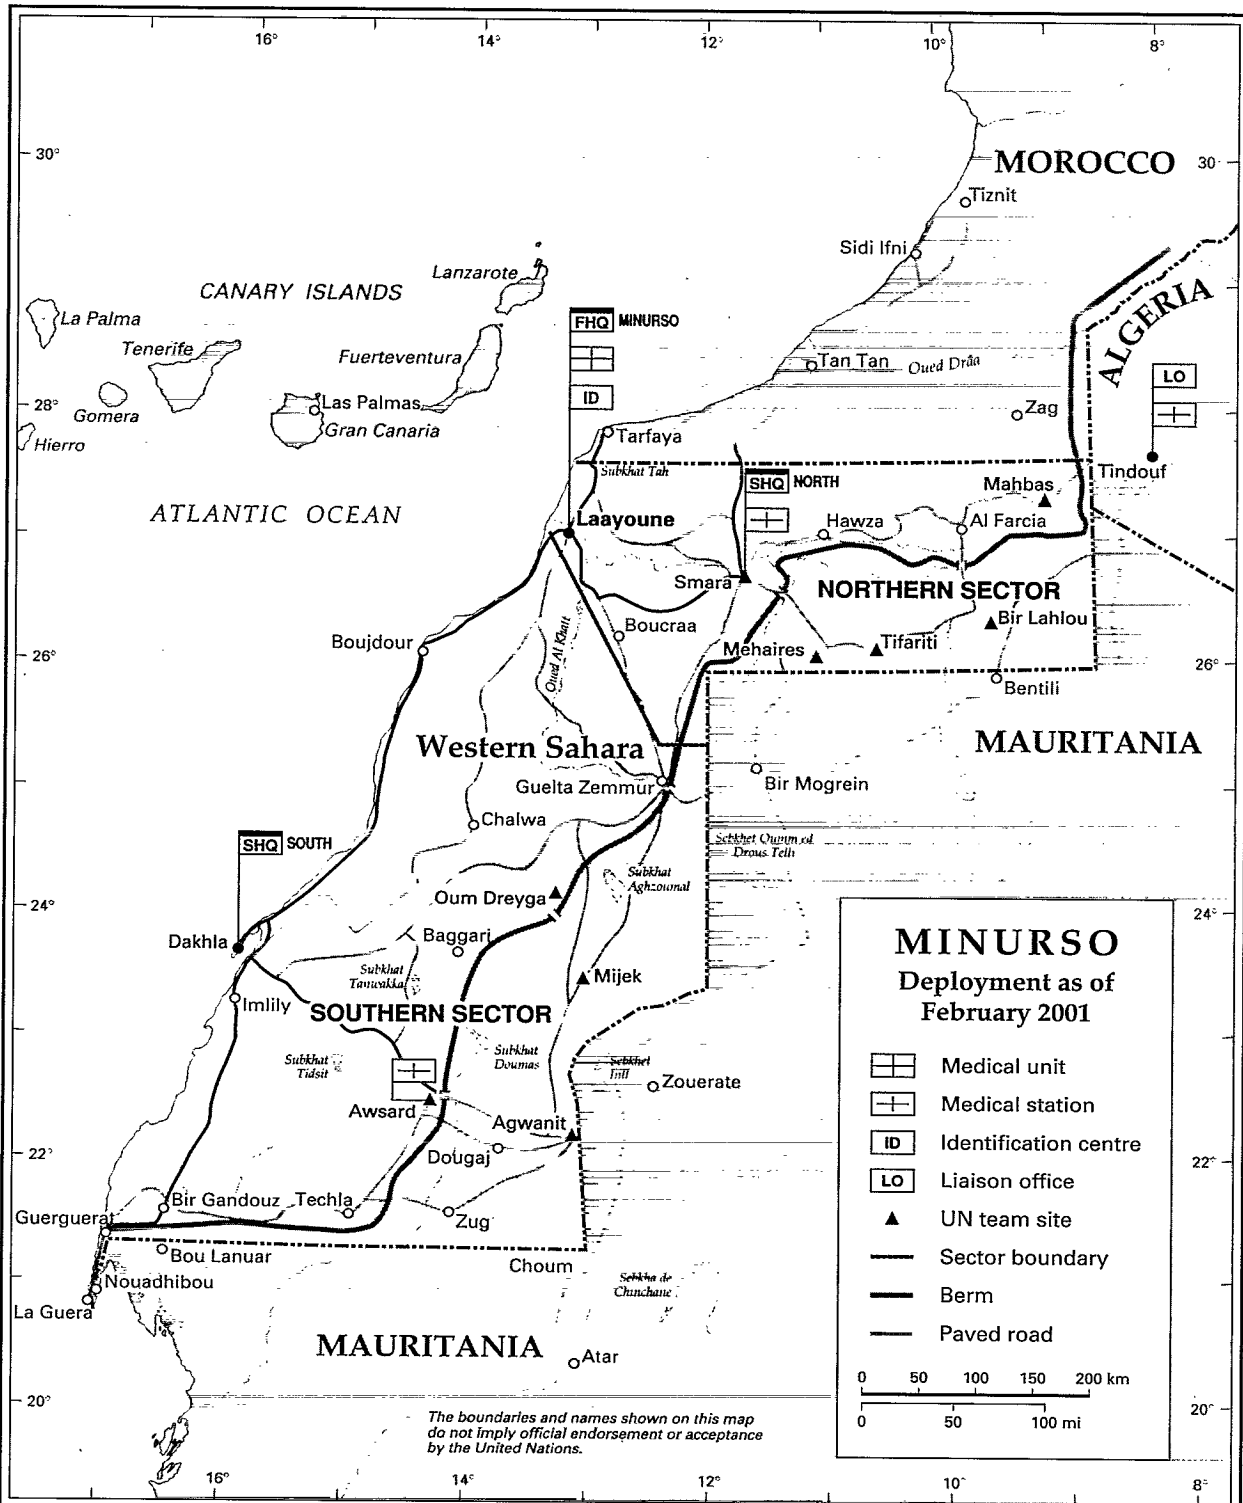 16°
14°
12°
10°
8°
30°
MOROCCO
30
Tiznit
Sidi Ifni
Lanzarote
CANARY ISLANDS
ALGERIA
La Palma
FHQ MINURSO
Tenerife
Fuerteventura
Tan Tan
Oued Drâa
LO
ID
28°
Las Palmas
Zag
28°
Gomera
Gran Canaria
Hierro
Tarfaya
Subkhat Tah
Tindouf
SHQ NORTH
Mahbas
ATLANTIC OCEAN
Laayoune
Hawza
Al Farcia
Smara
NORTHERN SECTOR
Boucraa
Bir Lahlou
Boujdour
Oued Al Khatt
Mehaires
Tifariti
26°
26°
Bentili
Western Sahara
MAURITANIA
Guelta Zemmur
Bir Mogrein
Chalwa
SHQ SOUTH
Sebkhet Oumm ed
Drous Telli
Subkhat
Aghzoumal
Oum Dreyga
24°
24°
Dakhla
Baggari
MINURSO
Deployment as of
February 2001
Subkhat
Tanwakka
Mijek
Imlily
SOUTHERN SECTOR
Subkhat
Tidsit
Subkhat
Doumas
Sebkhet
Ijill
Zouerate
Medical unit
Medical station
Awsard
Agwanit
ID Identification centre
22°
Dougaj
22°
LO Liaison office
Bir Gandouz
Techla
Zug
UN team site
Guerguerat
Bou Lanuar
Choum
Sector boundary
Nouadhibou
Sebkha de
Chinchane
Berm
La Guera
MAURITANIA
Paved road
Atar
0 50 100 150 200 km
0 50 100 mi
20°
20°
The boundaries and names shown on this map
do not imply official endorsement or acceptance
by the United Nations.
16°
14°
12°
10°
8°